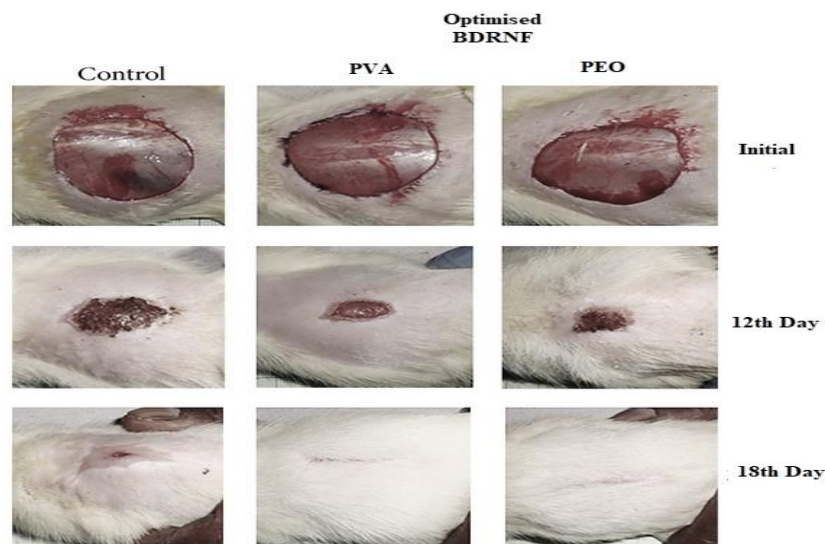 Optimised
BDRNF
Control
PVA
PEO
Initial
12th Day
18th Day